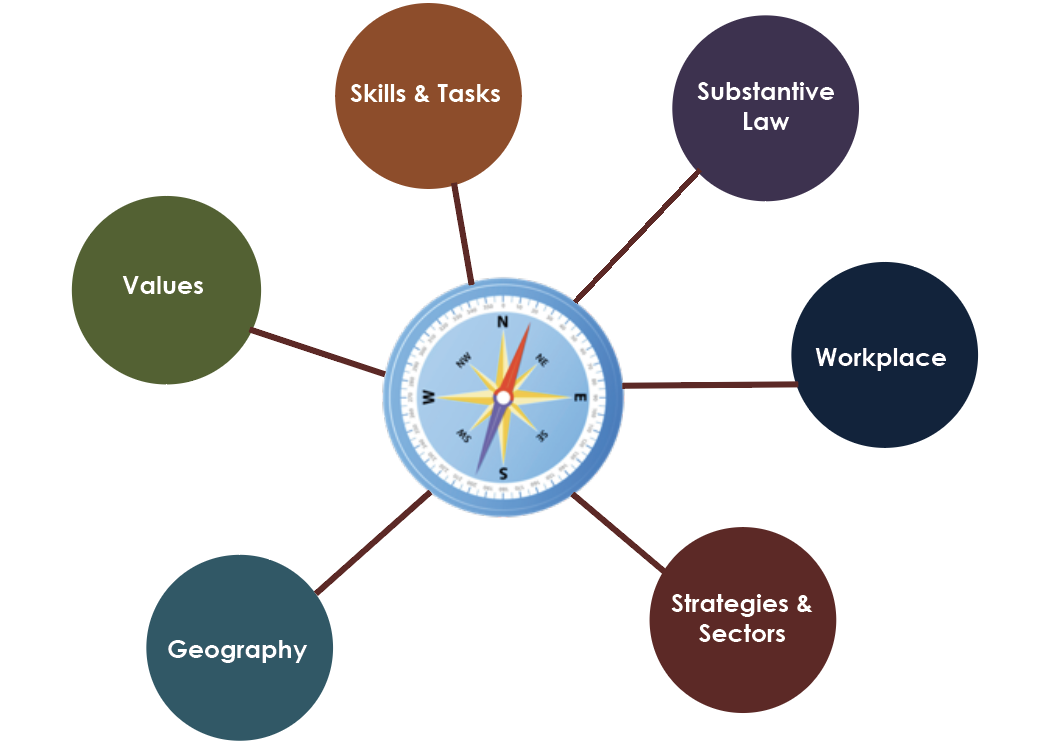 Skills & Tasks
Substantive
Law
Values
Workplace
N
NW
NE
W
E
SW
SE
S
Strategies &
Sectors
Geography